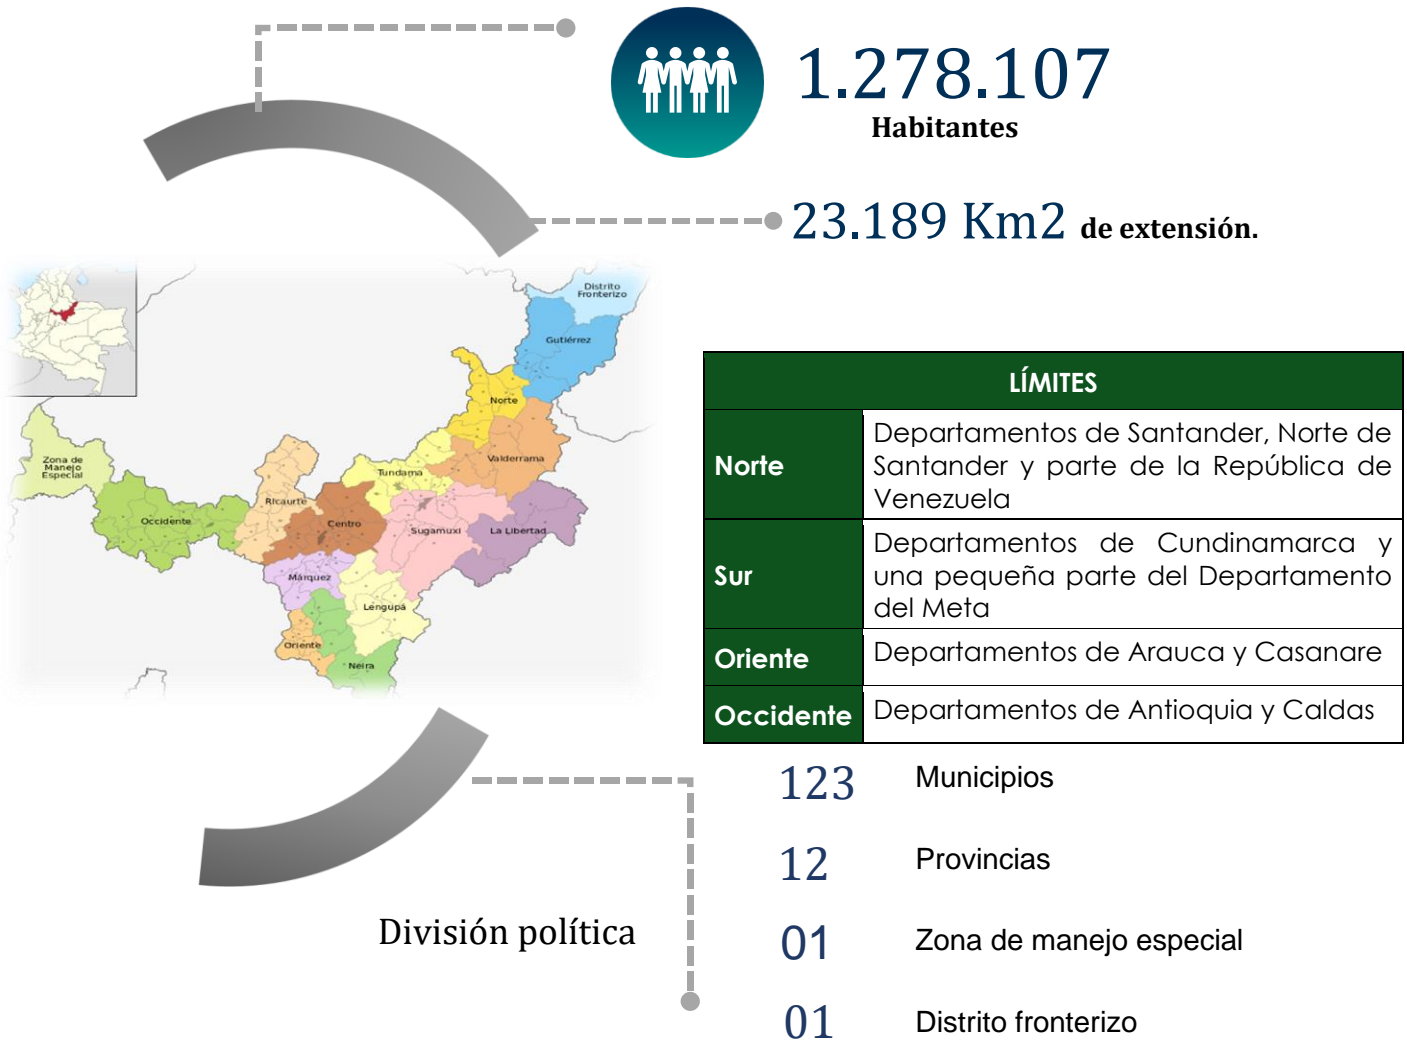 1.278.107
Habitantes
23.189 Km2 de extensión.
Distrito
Fronterizo
Gutiérrez
Norte
Valderrama
Tundama
Zona de
Manejo
Especial
Ricaurte
Occidente
Centro
Sugamuxi
La Libertad
Márquez
Lengupá
Oriente
Neira
LÍMITES
Norte
Departamentos de Santander, Norte de
Santander y parte de la República de
Venezuela
Sur
Departamentos de Cundinamarca y
una pequeña parte del Departamento
del Meta
Oriente
Departamentos de Arauca y Casanare
Occidente
Departamentos de Antioquia y Caldas
División política
123 Municipios
12 Provincias
01 Zona de manejo especial
01 Distrito fronterizo